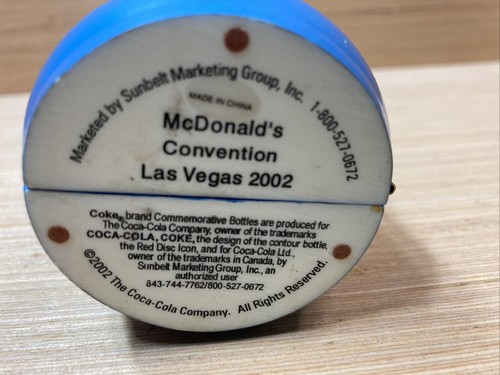 Marketed by Sunbelt Marketing Group, Inc. 1-800-527-0672
MADE IN CHINA
McDonald's
Convention
Las Vegas 2002
Coke® brand Commemorative Bottles are produced for
The Coca-Cola Company, owner of the trademarks
COCA-COLA, COKE, the design of the contour bottle,
the Red Disc Icon, and for Coca-Cola Ltd.,
owner of the trademarks in Canada, by
Sunbelt Marketing Group, Inc., an
authorized user
843-744-7762/800-527-0672
©2002 The Coca-Cola Company. All Rights Reserved.